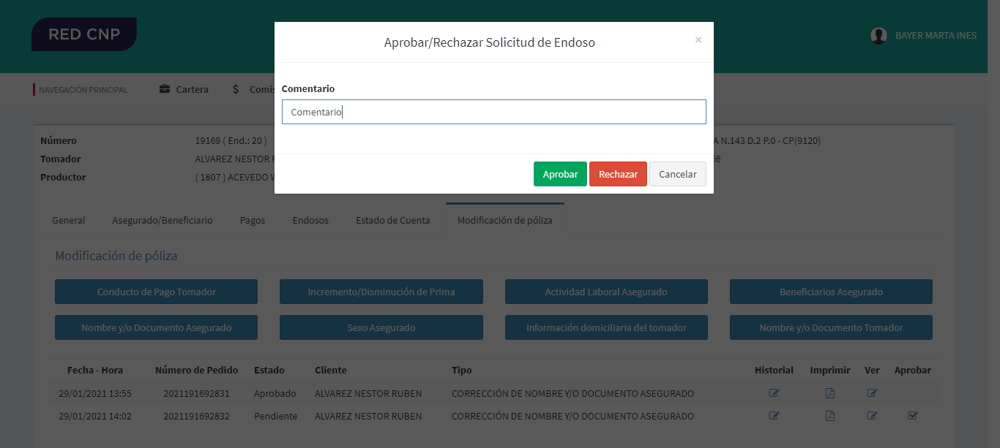 RED CNP
BAYER MARTA INES
Aprobar/Rechazar Solicitud de Endoso ×
NAVEGACIÓN PRINCIPAL Cartera $ Comis
Comentario
Comentario
Número 19169 ( End.: 20 ) N.143 D.2 P.0 - CP(9120)
Tomador ALVAREZ NESTOR
Productor ( 1807 ) ACEVEDO
Aprobar Rechazar Cancelar
General Asegurado/Beneficiario Pagos Endosos Estado de Cuenta Modificación de póliza
Modificación de póliza
Conducto de Pago Tomador Incremento/Disminución de Prima Actividad Laboral Asegurado Beneficiarios Asegurado
Nombre y/o Documento Asegurado Sexo Asegurado Información domiciliaria del tomador Nombre y/o Documento Tomador
Fecha - Hora Número de Pedido Estado Cliente Tipo Historial Imprimir Ver Aprobar
29/01/2021 13:55 2021191692831 Aprobado ALVAREZ NESTOR RUBEN CORRECCIÓN DE NOMBRE Y/O DOCUMENTO ASEGURADO
29/01/2021 14:02 2021191692832 Pendiente ALVAREZ NESTOR RUBEN CORRECCIÓN DE NOMBRE Y/O DOCUMENTO ASEGURADO